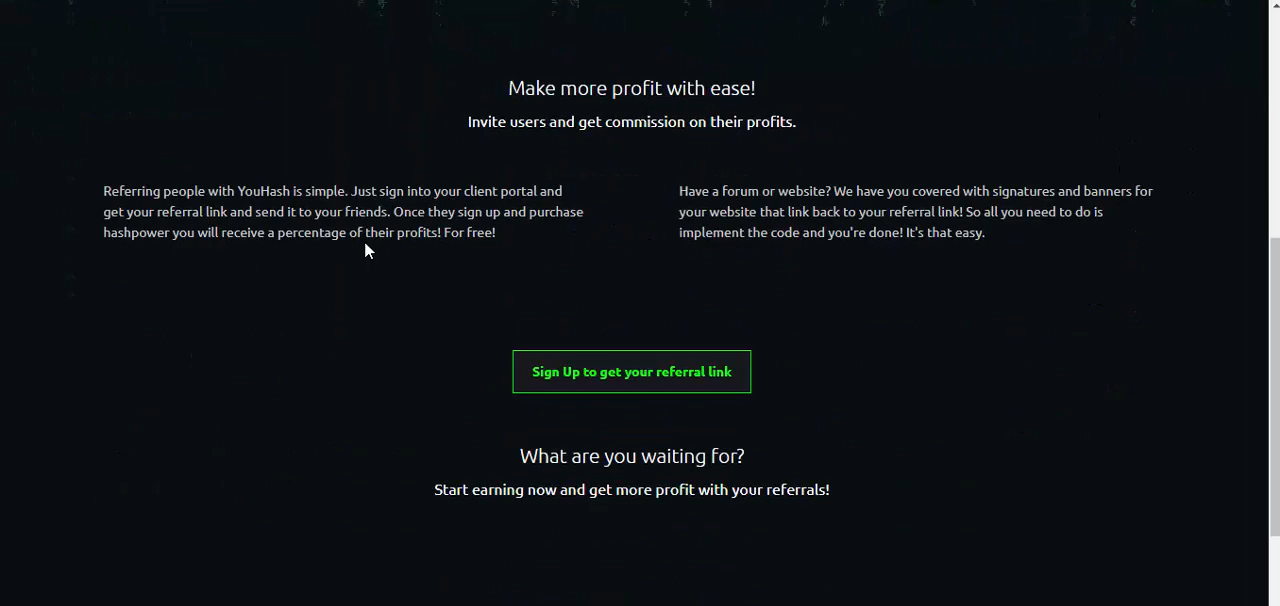 Make more profit with ease!
Invite users and get commission on their profits.
Referring people with YouHash is simple. Just sign into your client portal and
get your referral link and send it to your friends. Once they sign up and purchase
hashpower you will receive a percentage of their profits! For free!
Have a forum or website? We have you covered with signatures and banners for
your website that link back to your referral link! So all you need to do is
implement the code and you're done! It's that easy.
Sign Up to get your referral link
What are you waiting for?
Start earning now and get more profit with your referrals!